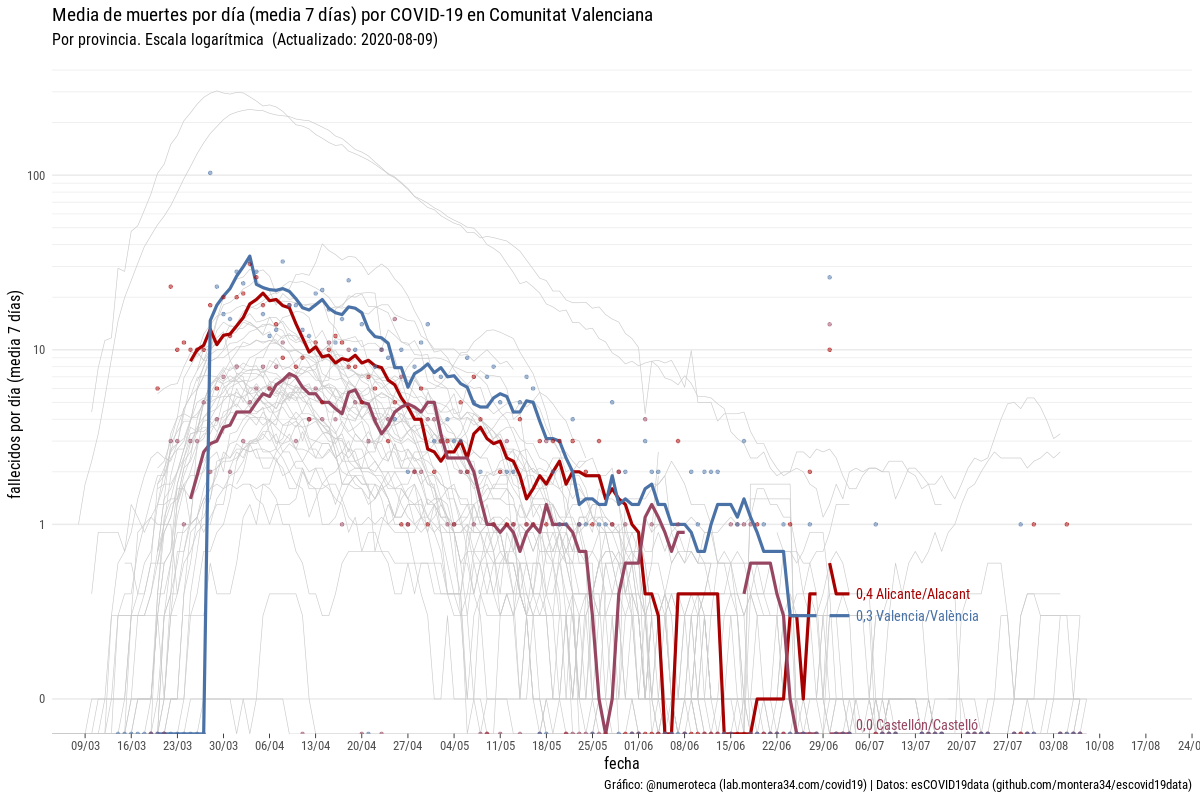 Media de muertes por día (media 7 días) por COVID-19 en Comunitat Valenciana
Por provincia. Escala logarítmica (Actualizado: 2020-08-09)
fallecidos por día (media 7 días)
100
10
1
0
0,4 Alicante/Alacant
0,3 Valencia/València
0,0 Castellón/Castelló
09/03 16/03 23/03 30/03 06/04 13/04 20/04 27/04 04/05 11/05 18/05 25/05 01/06 08/06 15/06 22/06 29/06 06/07 13/07 20/07 27/07 03/08 10/08 17/08 24/0
fecha
Gráfico: @numeroteca (lab.montera34.com/covid19) | Datos: esCOVID19data (github.com/montera34/escovid19data)